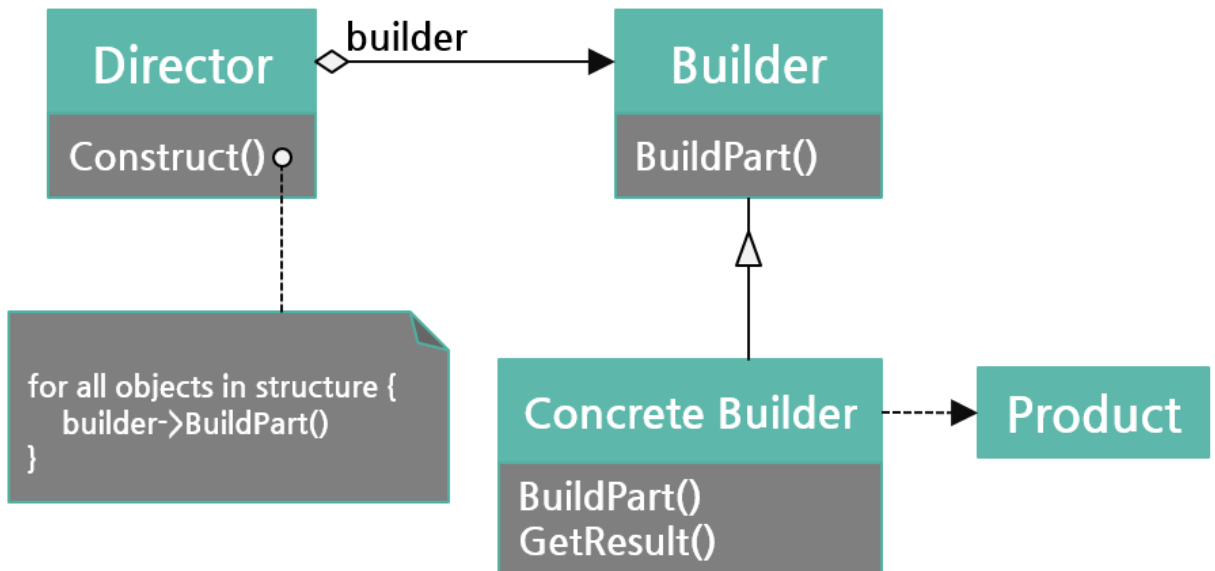 Director
builder
Builder
Construct()
BuildPart()
for all objects in structure {
builder->BuildPart()
}
Concrete Builder
Product
BuildPart()
GetResult()